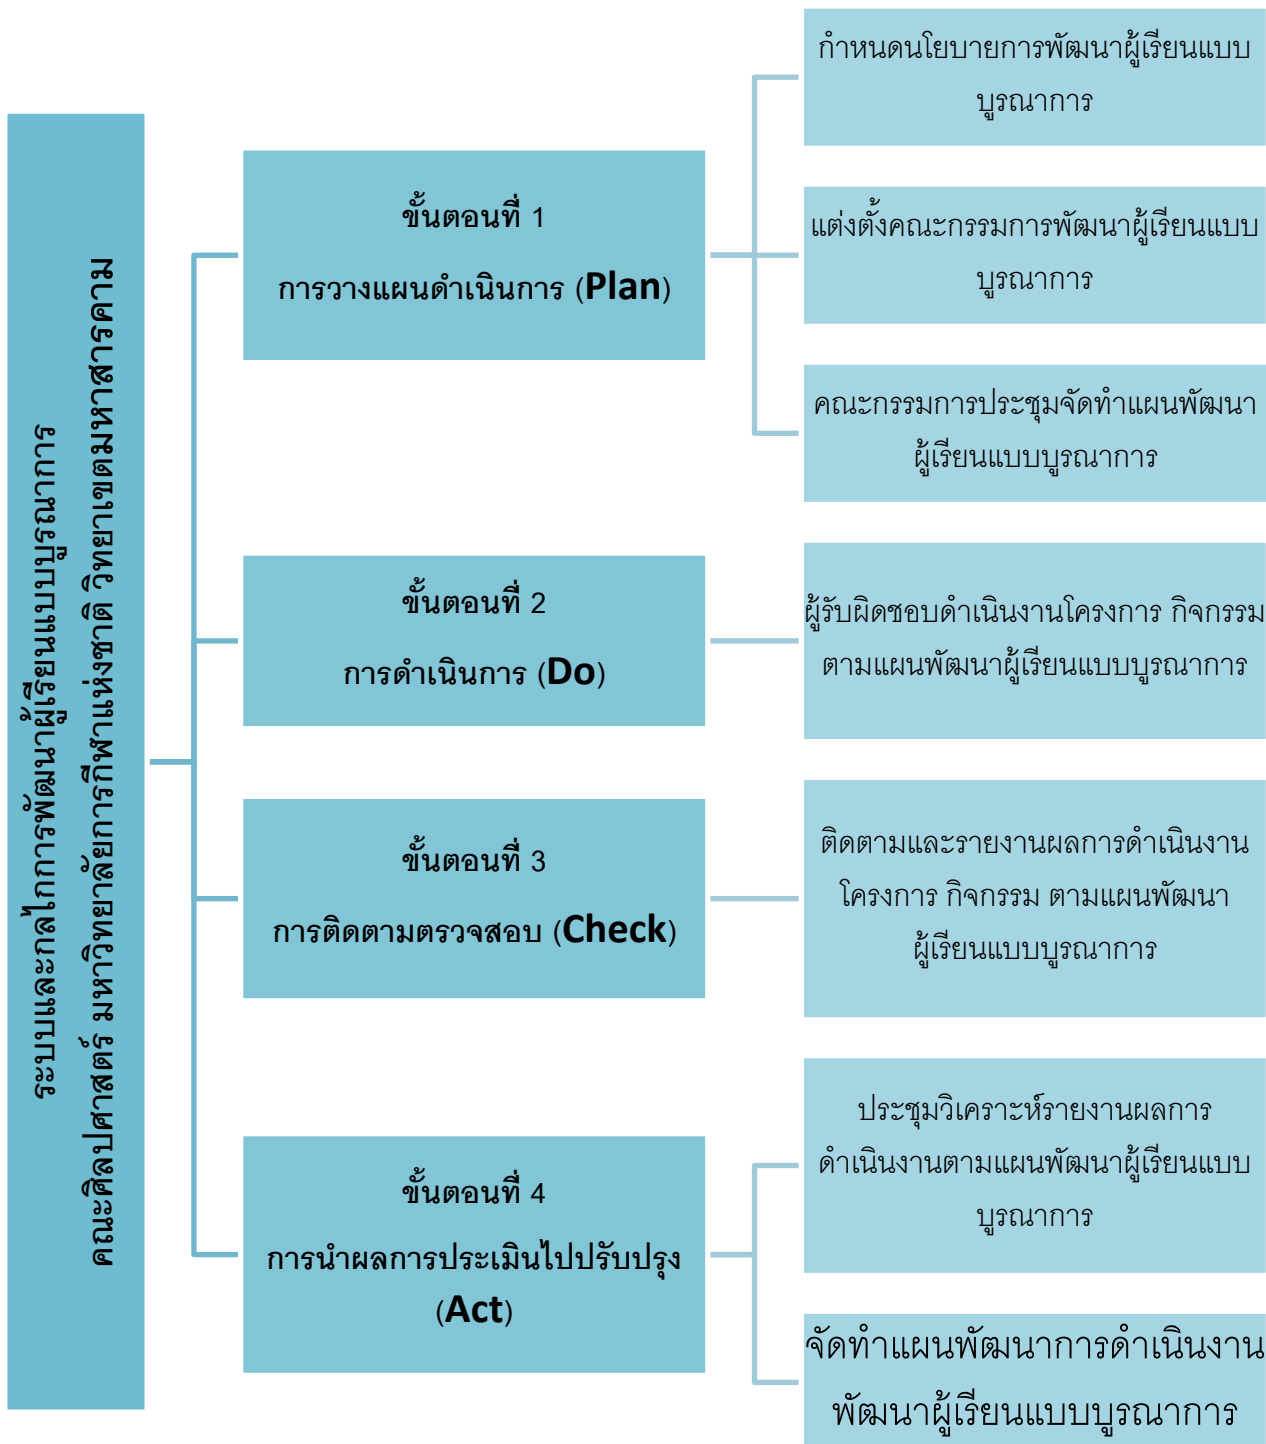 ระบบและกลไกการพัฒนาผู้เรียนแบบบูรณาการ
คณะศิลปศาสตร์ มหาวิทยาลัยการกีฬาแห่งชาติ วิทยาเขตมหาสารคาม
ขั้นตอนที่ 1
การวางแผนดำเนินการ (Plan)
กำหนดนโยบายการพัฒนาผู้เรียนแบบ
บูรณาการ
แต่งตั้งคณะกรรมการพัฒนาผู้เรียนแบบ
บูรณาการ
คณะกรรมการประชุมจัดทำแผนพัฒนา
ผู้เรียนแบบบูรณาการ
ขั้นตอนที่ 2
การดำเนินการ (Do)
ผู้รับผิดชอบดำเนินงานโครงการ กิจกรรม
ตามแผนพัฒนาผู้เรียนแบบบูรณาการ
ขั้นตอนที่ 3
การติดตามตรวจสอบ (Check)
ติดตามและรายงานผลการดำเนินงาน
โครงการ กิจกรรม ตามแผนพัฒนา
ผู้เรียนแบบบูรณาการ
ขั้นตอนที่ 4
การนำผลการประเมินไปปรับปรุง
(Act)
ประชุมวิเคราะห์รายงานผลการ
ดำเนินงานตามแผนพัฒนาผู้เรียนแบบ
บูรณาการ
จัดทำแผนพัฒนาการดำเนินงาน
พัฒนาผู้เรียนแบบบูรณาการ